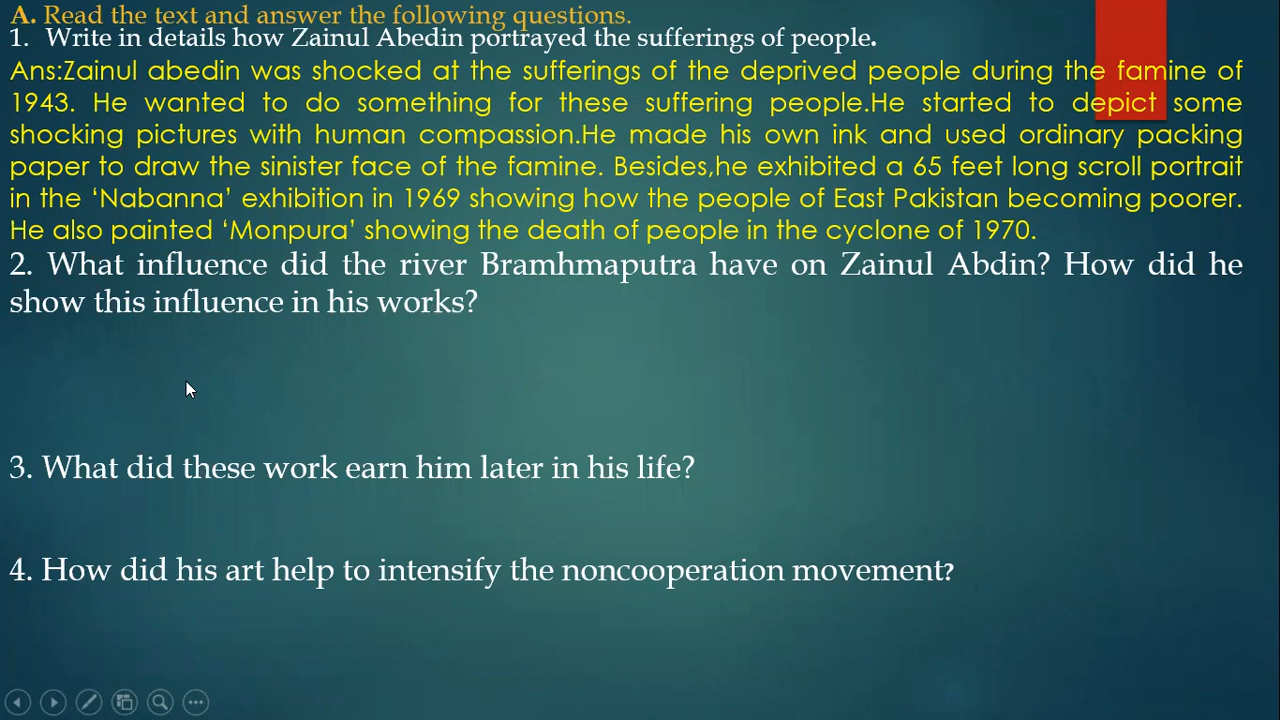 A. Read the text and answer the following questions.
1. Write in details how Zainul Abedin portrayed the sufferings of people.
Ans:Zainul abedin was shocked at the sufferings of the deprived people during the famine of
1943. He wanted to do something for these suffering people.He started to depict some
shocking pictures with human compassion.He made his own ink and used ordinary packing
paper to draw the sinister face of the famine. Besides,he exhibited a 65 feet long scroll portrait
in the ‘Nabanna’ exhibition in 1969 showing how the people of East Pakistan becoming poorer.
He also painted ‘Monpura’ showing the death of people in the cyclone of 1970.
2. What influence did the river Bramhmaputra have on Zainul Abdin? How did he
show this influence in his works?
3. What did these work earn him later in his life?
4. How did his art help to intensify the noncooperation movement?